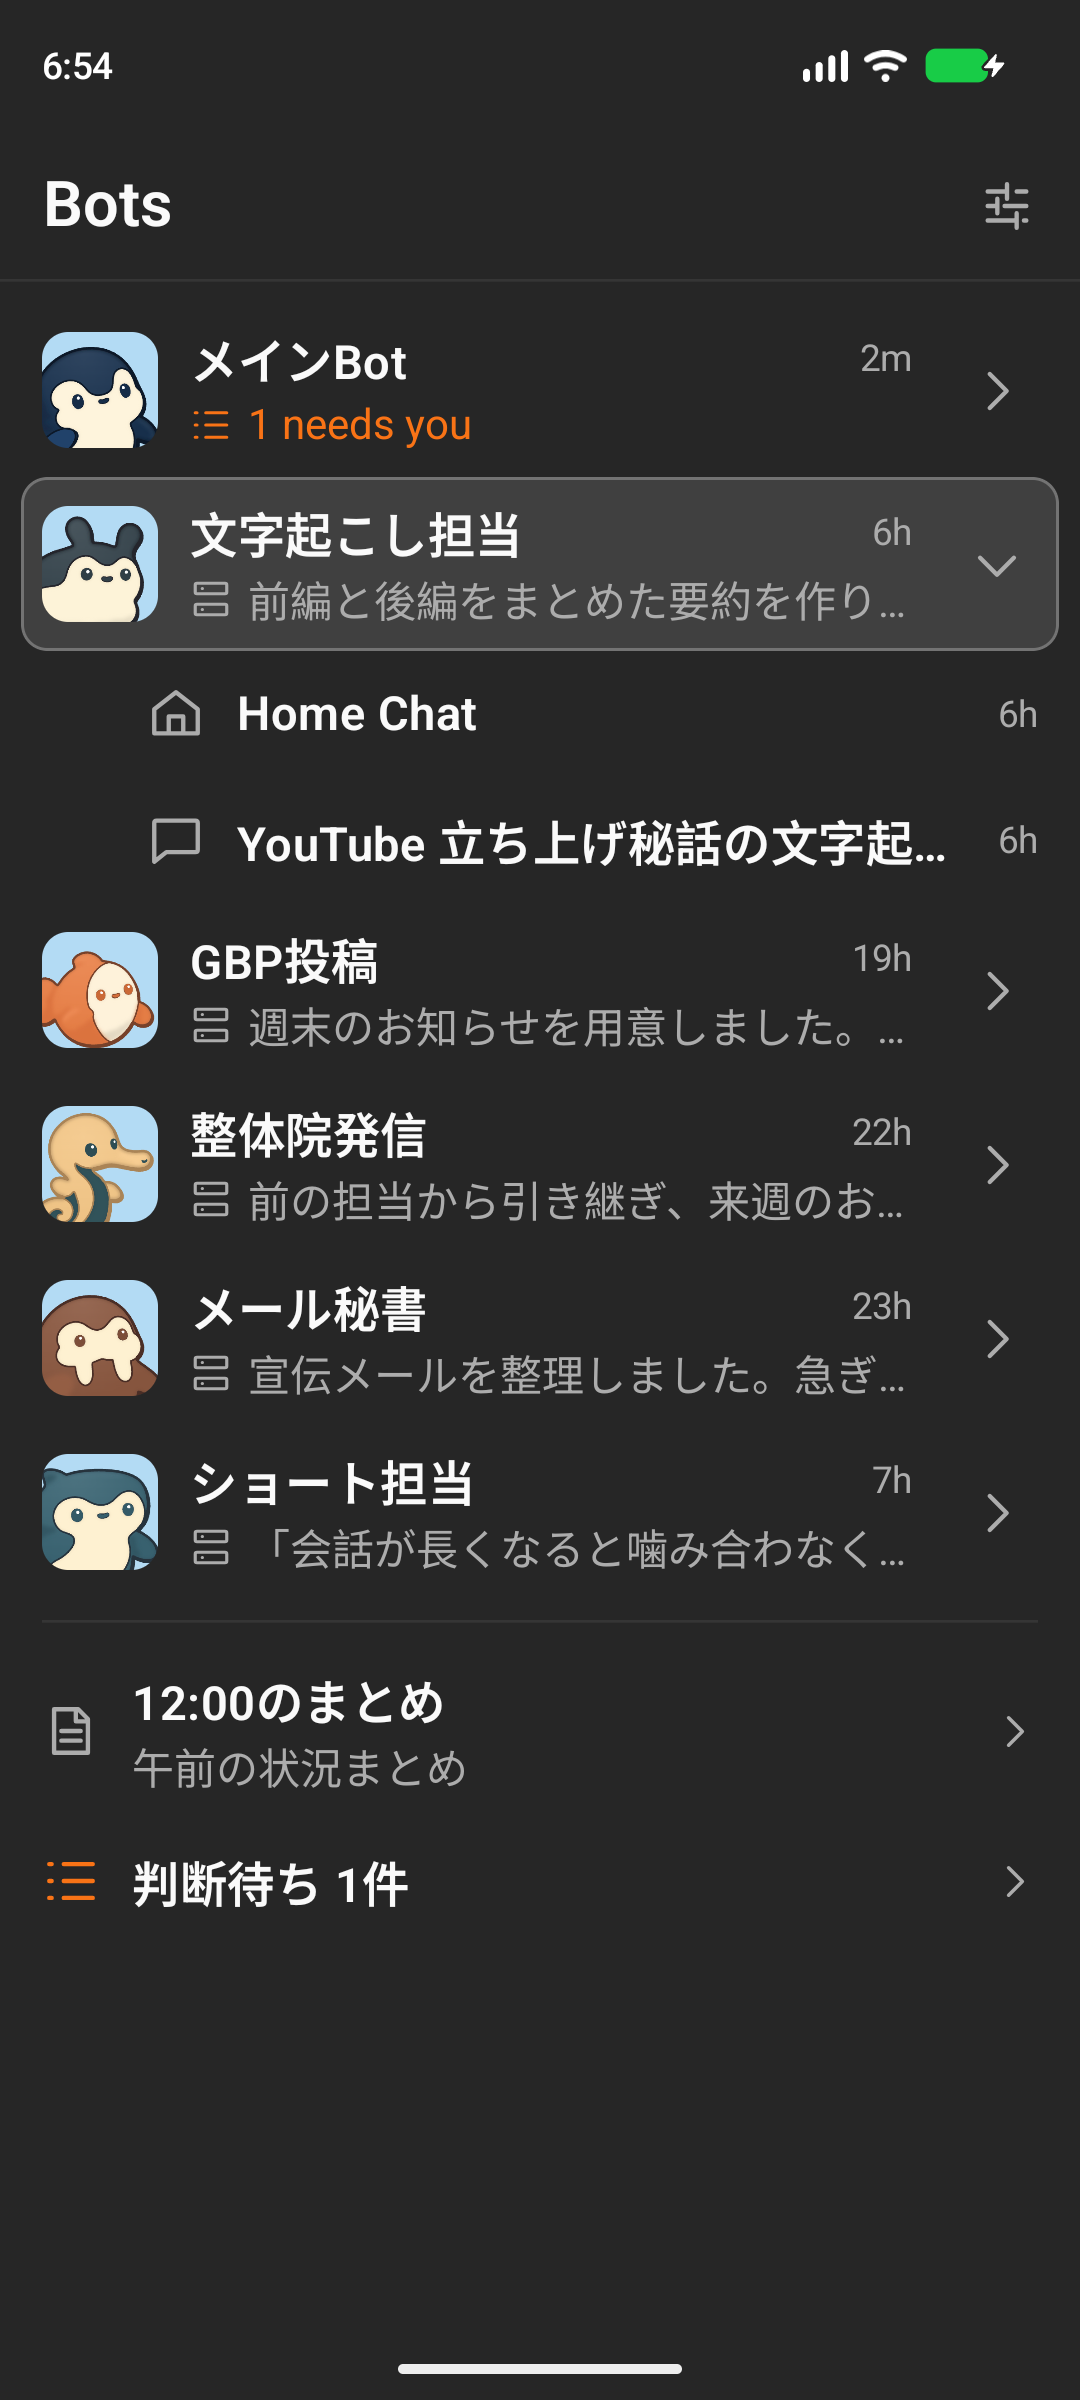 6:54
Bots
メインBot
2m
1 needs you
文字起こし担当
6h
前編と後編をまとめた要約を作り…
Home Chat
6h
YouTube 立ち上げ秘話の文字起…
6h
GBP投稿
19h
週末のお知らせを用意しました。…
整体院発信
22h
前の担当から引き継ぎ、来週のお…
メール秘書
23h
宣伝メールを整理しました。急ぎ…
ショート担当
7h
「会話が長くなると噛み合わなく…
12:00のまとめ
午前の状況まとめ
判断待ち 1件